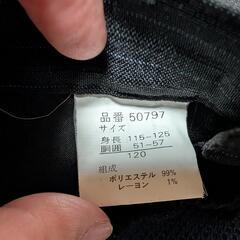 品番 50797
サイズ
身長 115-125
胴囲 51-57
120
組成
ポリエステル 99%
レーヨン 1%